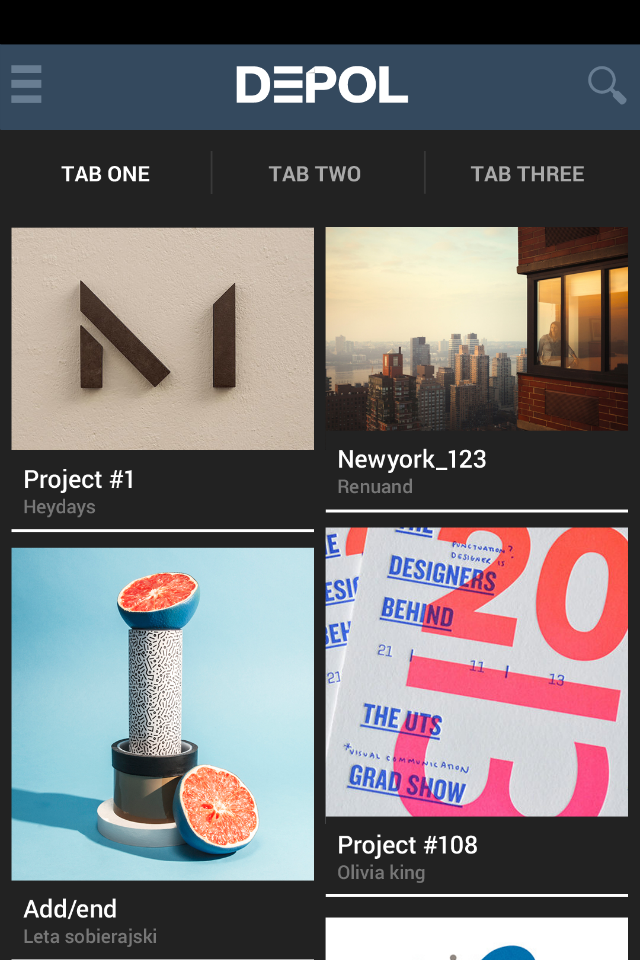 DEPOL
TAB ONE
TAB TWO
TAB THREE
Project #1
Heydays
Newyork_123
Renuand
THE
DESIGNERS
BEHIND
PUNCTUATION?
DESIGNER IS
20
21
11
13
THE UTS
*VISUAL COMMUNICATION
GRAD SHOW
13
Project #108
Olivia king
Add/end
Leta sobierajski